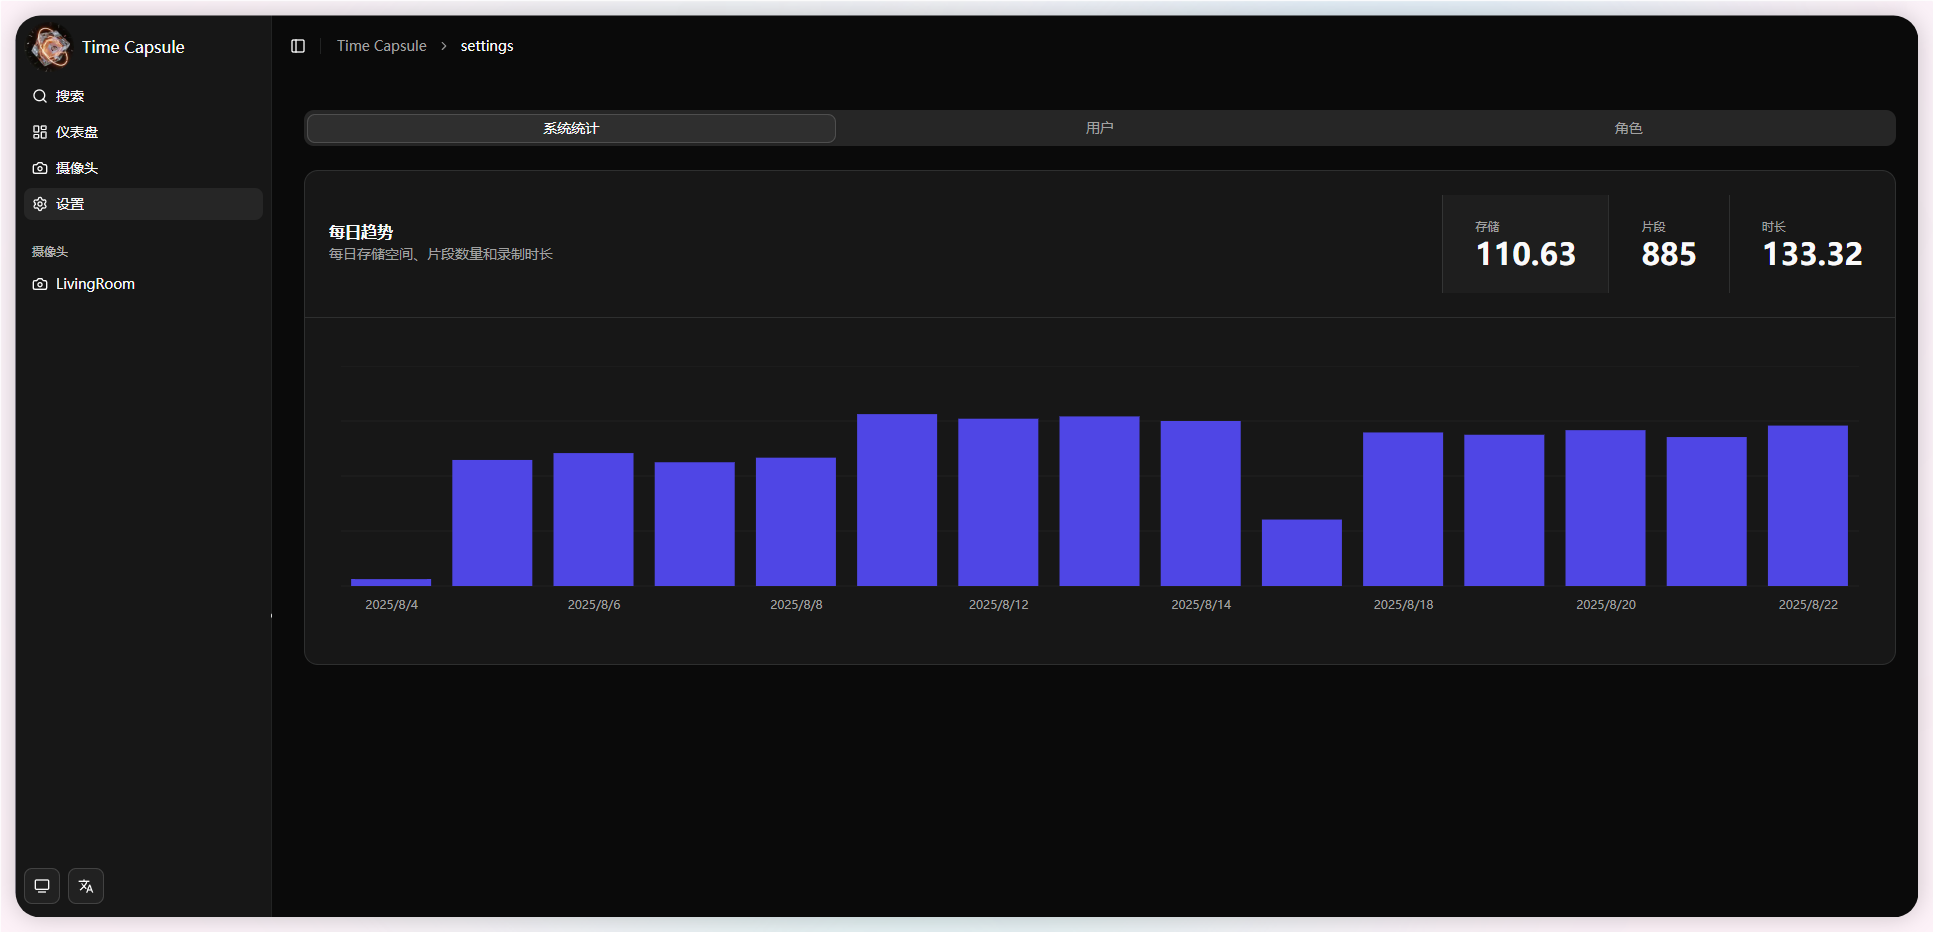 Time Capsule
搜索
仪表盘
摄像头
设置
摄像头
LivingRoom
Time Capsule > settings
系统统计 用户 角色
每日趋势
每日存储空间、片段数量和录制时长
存储 片段 时长
110.63 885 133.32
2025/8/4 2025/8/6 2025/8/8 2025/8/12 2025/8/14 2025/8/18 2025/8/20 2025/8/22